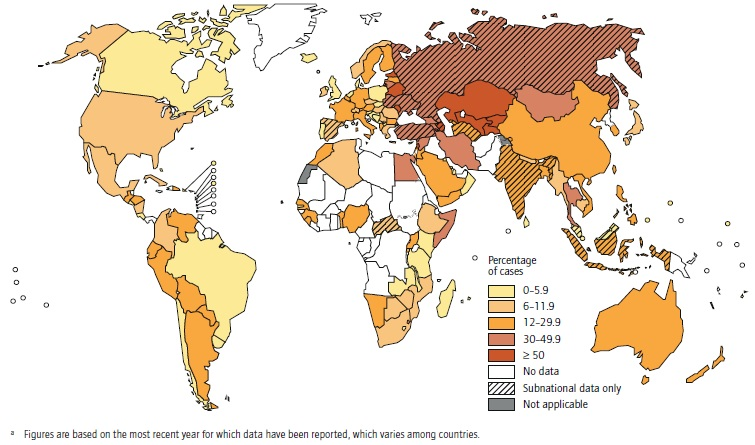 Percentage
of cases
0–5.9
6–11.9
12–29.9
30–49.9
≥ 50
No data
Subnational data only
Not applicable
a Figures are based on the most recent year for which data have been reported, which varies among countries.